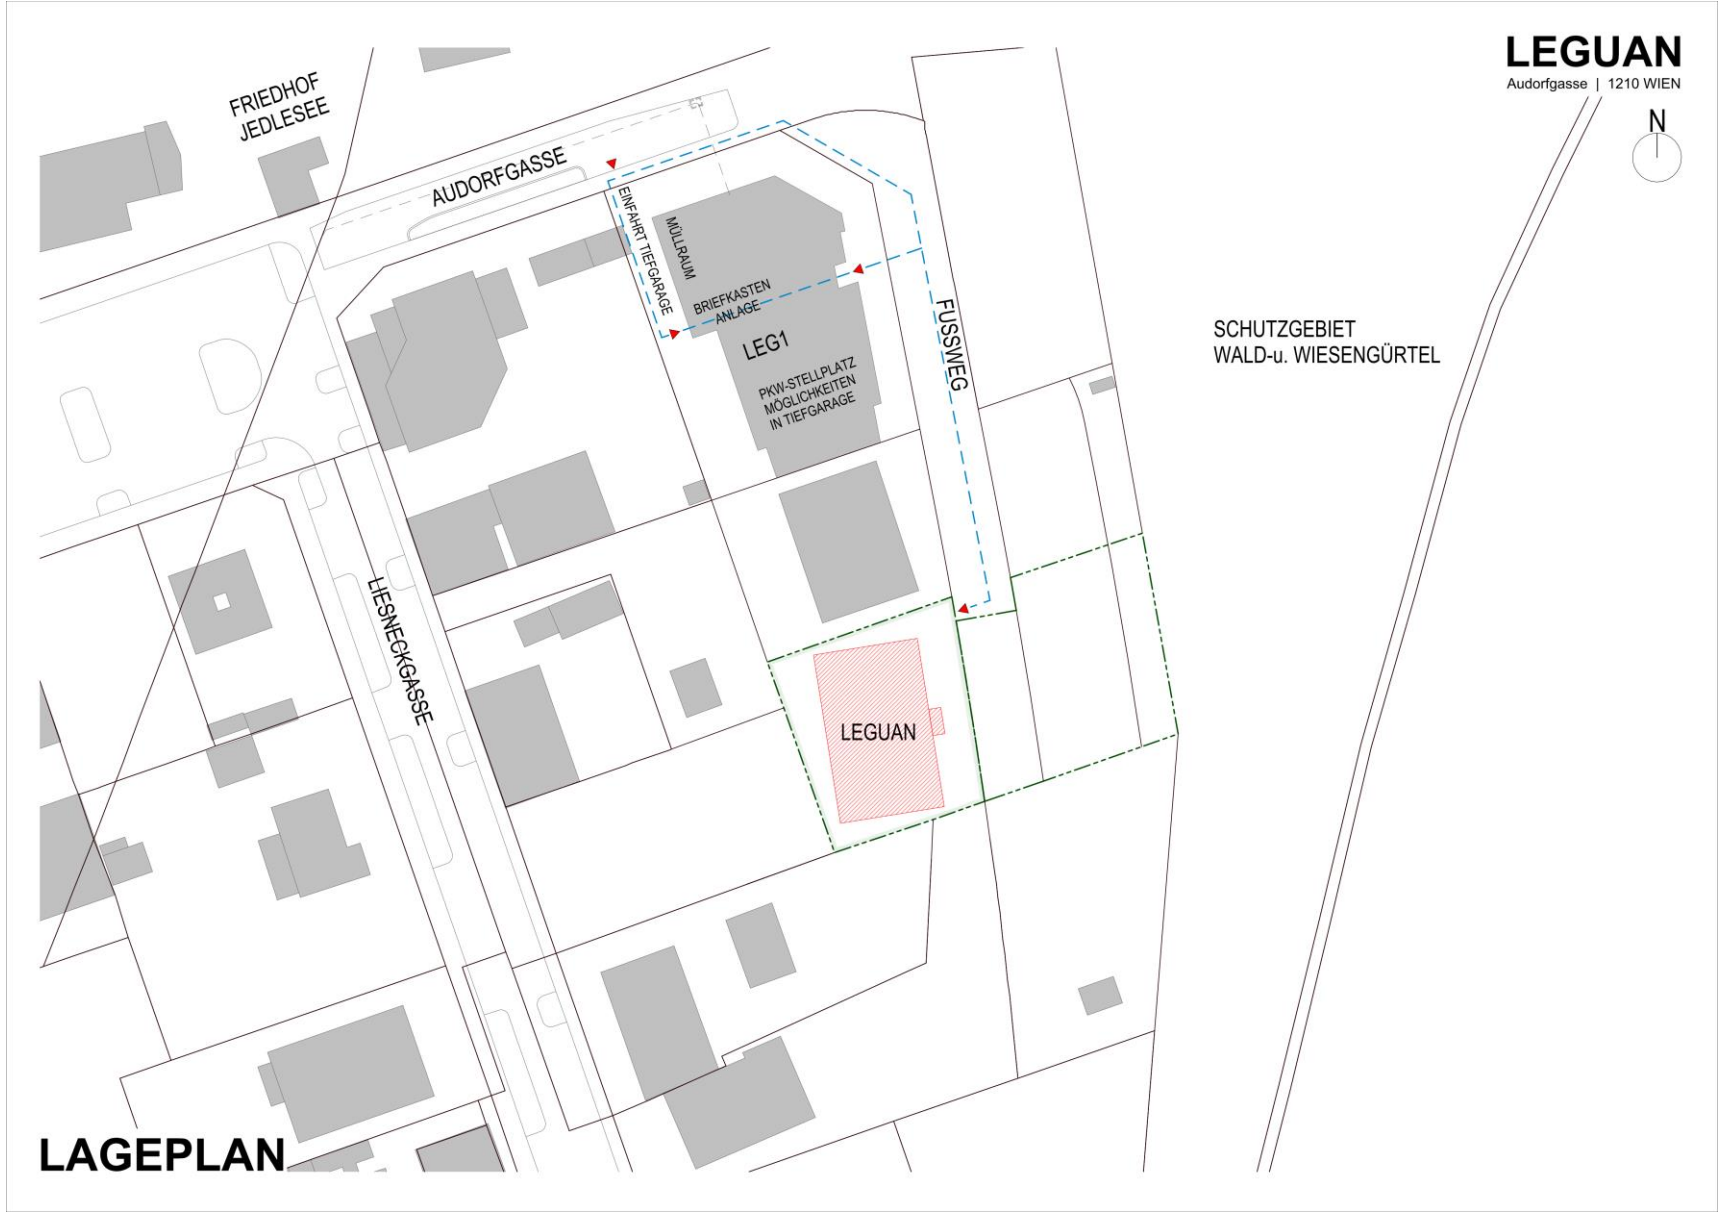 LEGUAN
Audorfgasse | 1210 WIEN
N
FRIEDHOF
JEDLESEE
AUDORFGASSE
EINFAHRT TIEFGARAGE
MÜLLRAUM
BRIEFKASTEN
ANLAGE
LEG1
PKW-STELLPLATZ
MÖGLICHKEITEN
IN TIEFGARAGE
FUSSWEG
SCHUTZGEBIET
WALD-u. WIESENGÜRTEL
LIESNECKGASSE
LEGUAN
LAGEPLAN